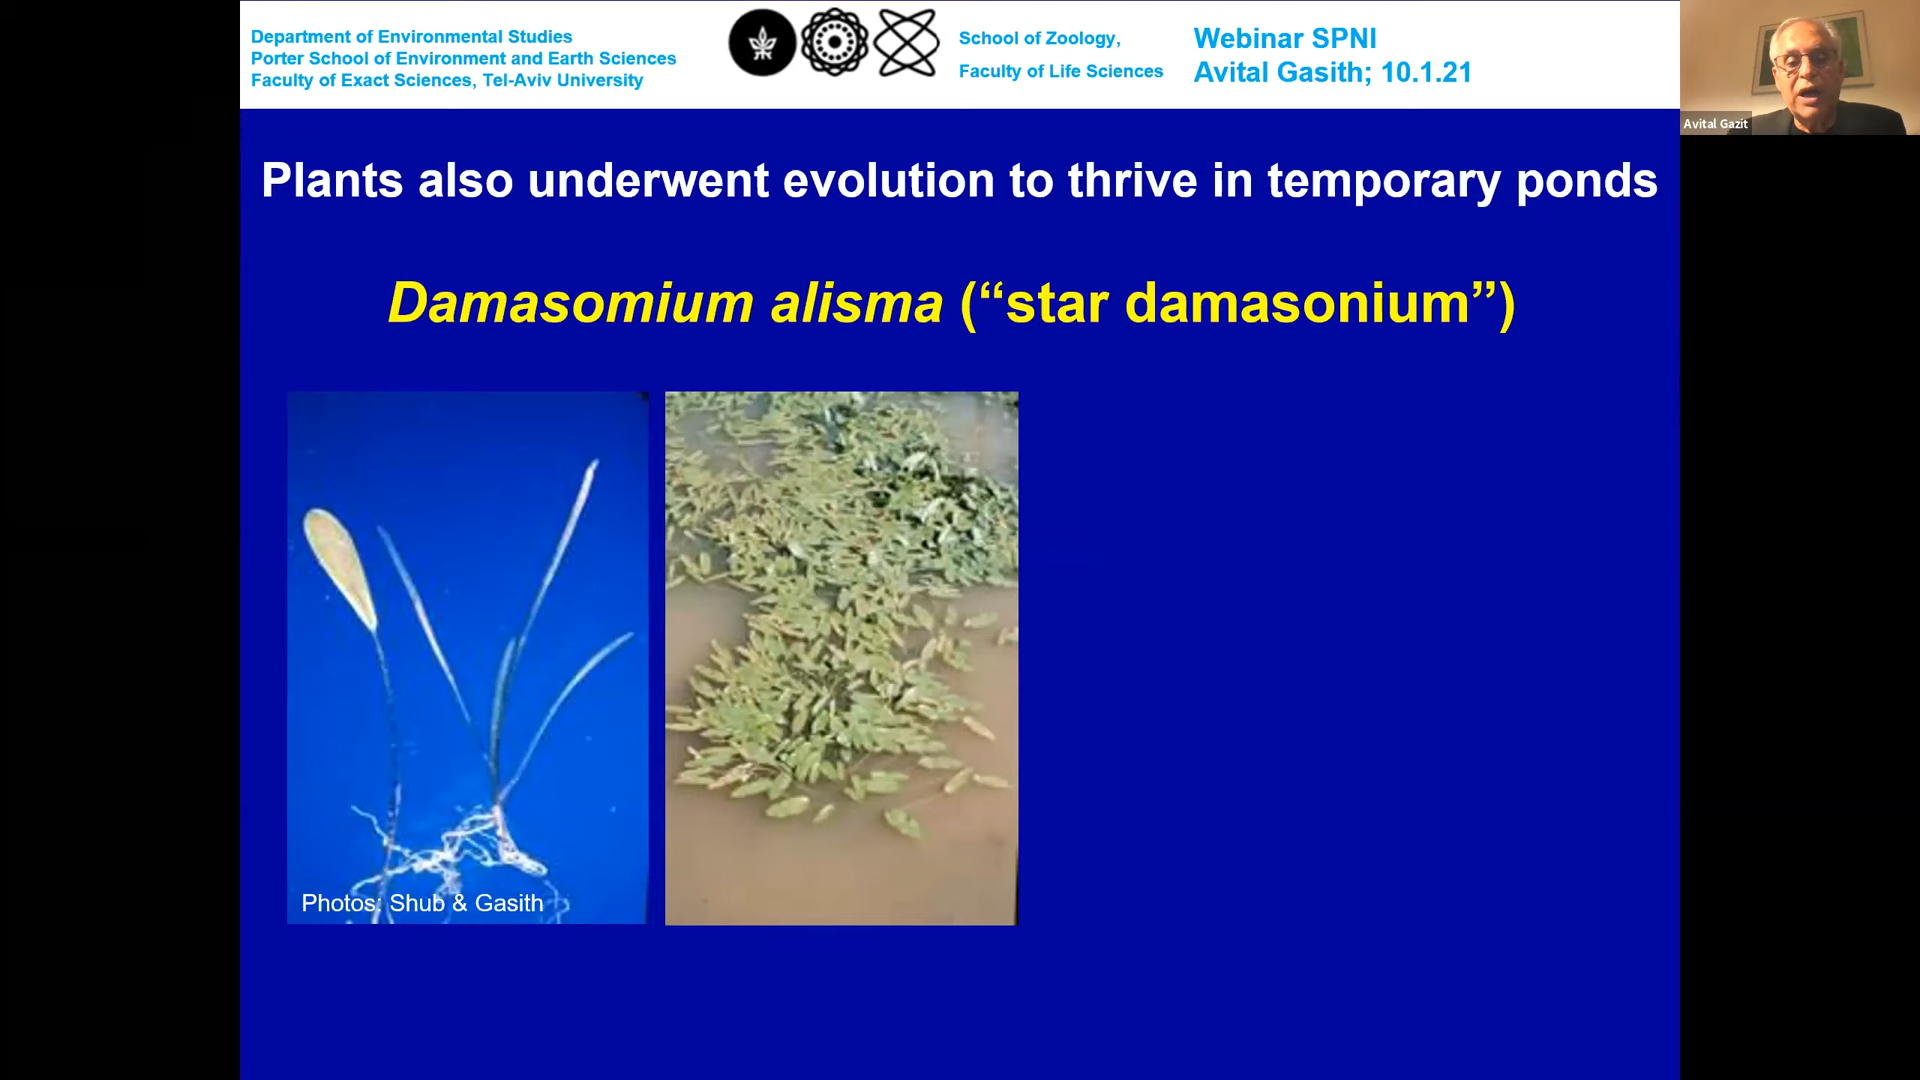 Department of Environmental Studies
Porter School of Environment and Earth Sciences
Faculty of Exact Sciences, Tel-Aviv University
School of Zoology,
Faculty of Life Sciences
Webinar SPNI
Avital Gasith; 10.1.21
Avital Gazit
Plants also underwent evolution to thrive in temporary ponds
Damasomium alisma (“star damasonium”)
Photos: Shub & Gasith